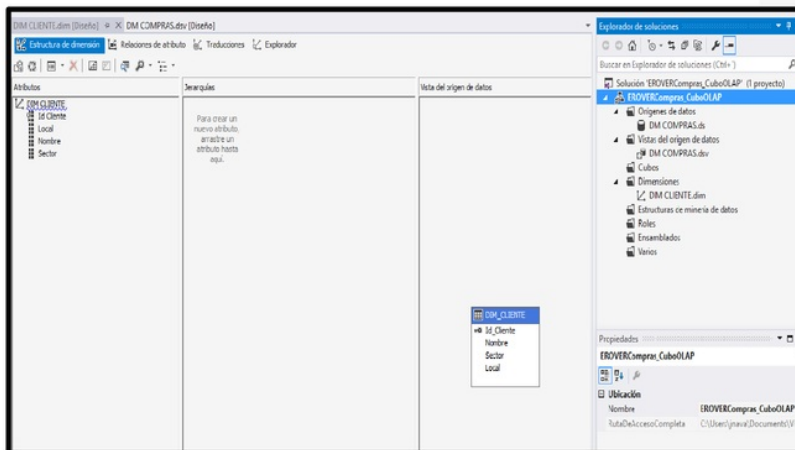 DIM CLIENTE.dim [Diseño] DM COMPRAS.dsv [Diseño]
Estructura de dimensión Relaciones de atributo Traducciones Explorador
Atributos
DIM CLIENTE
Id Cliente
Local
Nombre
Sector
Jerarquías
Para crear un
nuevo atributo,
arrastre un
atributo hasta
aquí.
Vista del origen de datos
DIM_CLIENTE
Id_Cliente
Nombre
Sector
Local
Explorador de soluciones
Buscar en Explorador de soluciones (Ctrl+ )
Solución 'EROVERCompras_CuboOLAP' (1 proyecto)
EROVERCompras_CuboOLAP
Orígenes de datos
DM COMPRAS.ds
Vistas del origen de datos
DM COMPRAS.dsv
Cubos
Dimensiones
DIM CLIENTE.dim
Estructuras de minería de datos
Roles
Ensamblados
Varios
Propiedades
EROVERCompras_CuboOLAP
Ubicación
Nombre EROVERCompras_CuboOLAP
RutaDeAccesoCompleta C:\Users\jnava\Documents\V